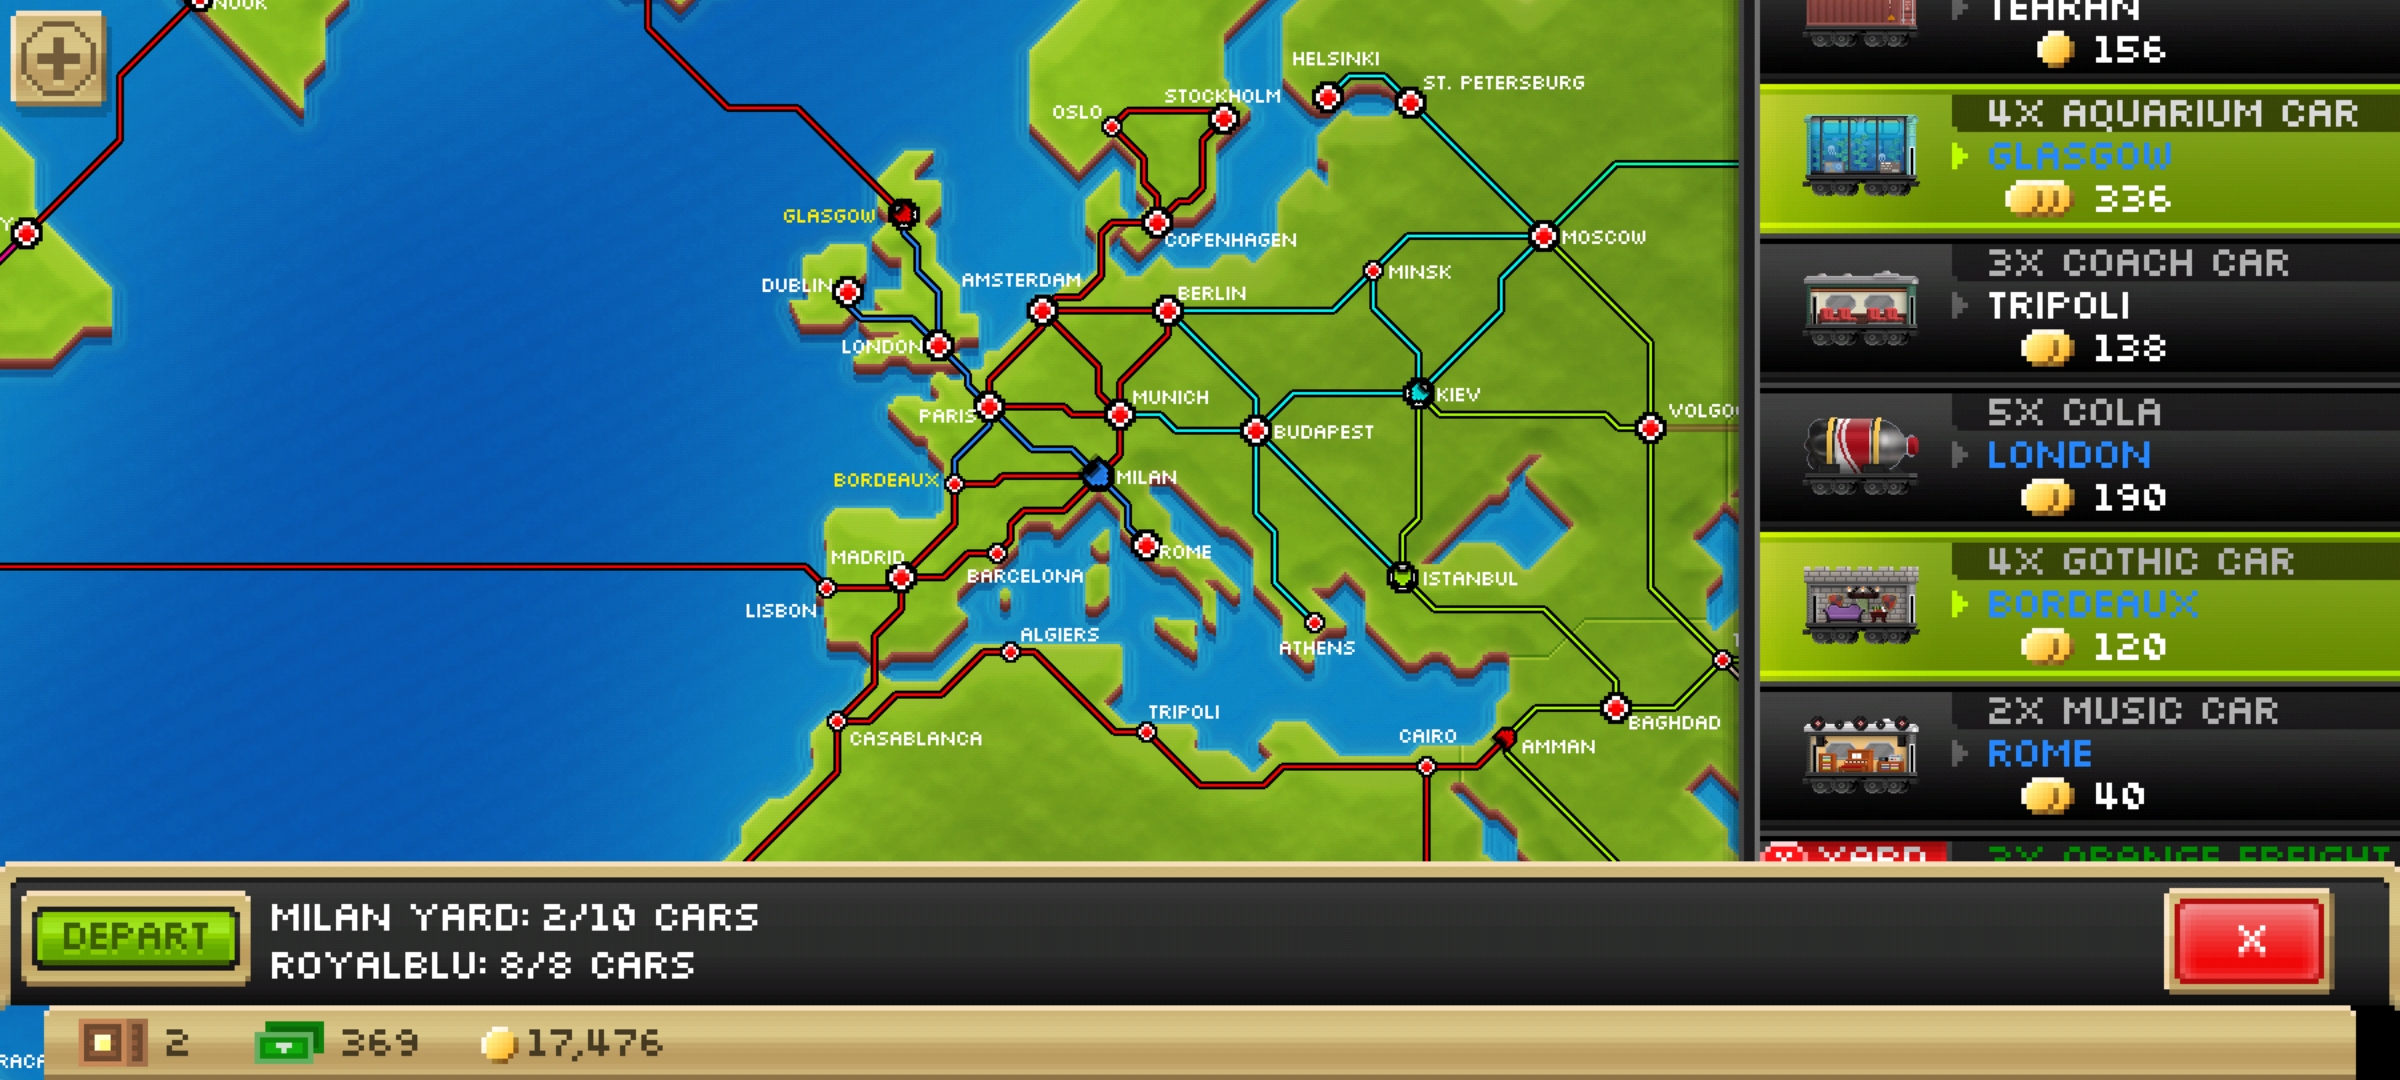 NUUK
HELSINKI
ST. PETERSBURG
STOCKHOLM
OSLO
GLASGOW
COPENHAGEN
MOSCOW
MINSK
AMSTERDAM
DUBLIN
BERLIN
LONDON
MUNICH
KIEV
PARIS
VOLGO
BUDAPEST
BORDEAUX
MILAN
MADRID
ROME
BARCELONA
ISTANBUL
LISBON
ALGIERS
ATHENS
TRIPOLI
BAGHDAD
CASABLANCA
CAIRO
AMMAN
TEHRAN
156
4X AQUARIUM CAR
GLASGOW
336
3X COACH CAR
TRIPOLI
138
5X COLA
LONDON
190
4X GOTHIC CAR
BORDEAUX
120
2X MUSIC CAR
ROME
40
YARD
ORANGE FREIGHT
DEPART
MILAN YARD: 2/10 CARS
ROYALBLU: 8/8 CARS
X
2
369
17,476
RACA